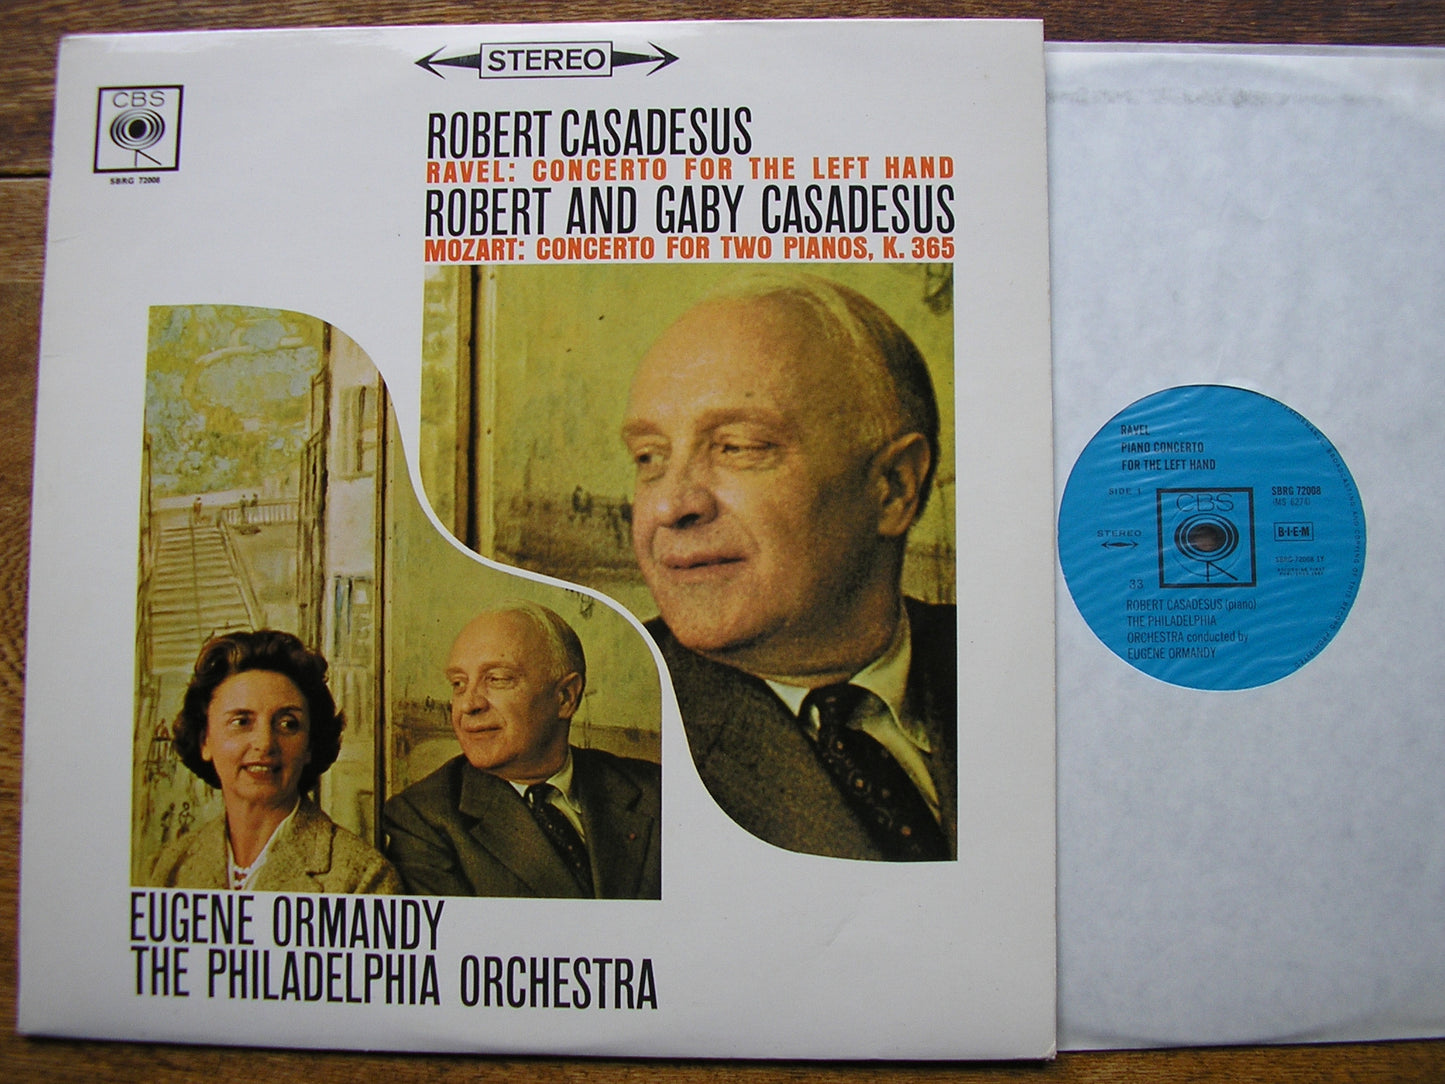 STEREO
CBS
SBRG 72008
ROBERT CASADESUS
RAVEL: CONCERTO FOR THE LEFT HAND
ROBERT AND GABY CASADESUS
MOZART: CONCERTO FOR TWO PIANOS, K. 365
EUGENE ORMANDY
THE PHILADELPHIA ORCHESTRA
RAVEL
PIANO CONCERTO
FOR THE LEFT HAND
SIDE 1
CBS
SBRG 72008
(MS 6274)
STEREO
B·I·E·M
33
ROBERT CASADESUS (piano)
THE PHILADELPHIA
ORCHESTRA conducted by
EUGENE ORMANDY